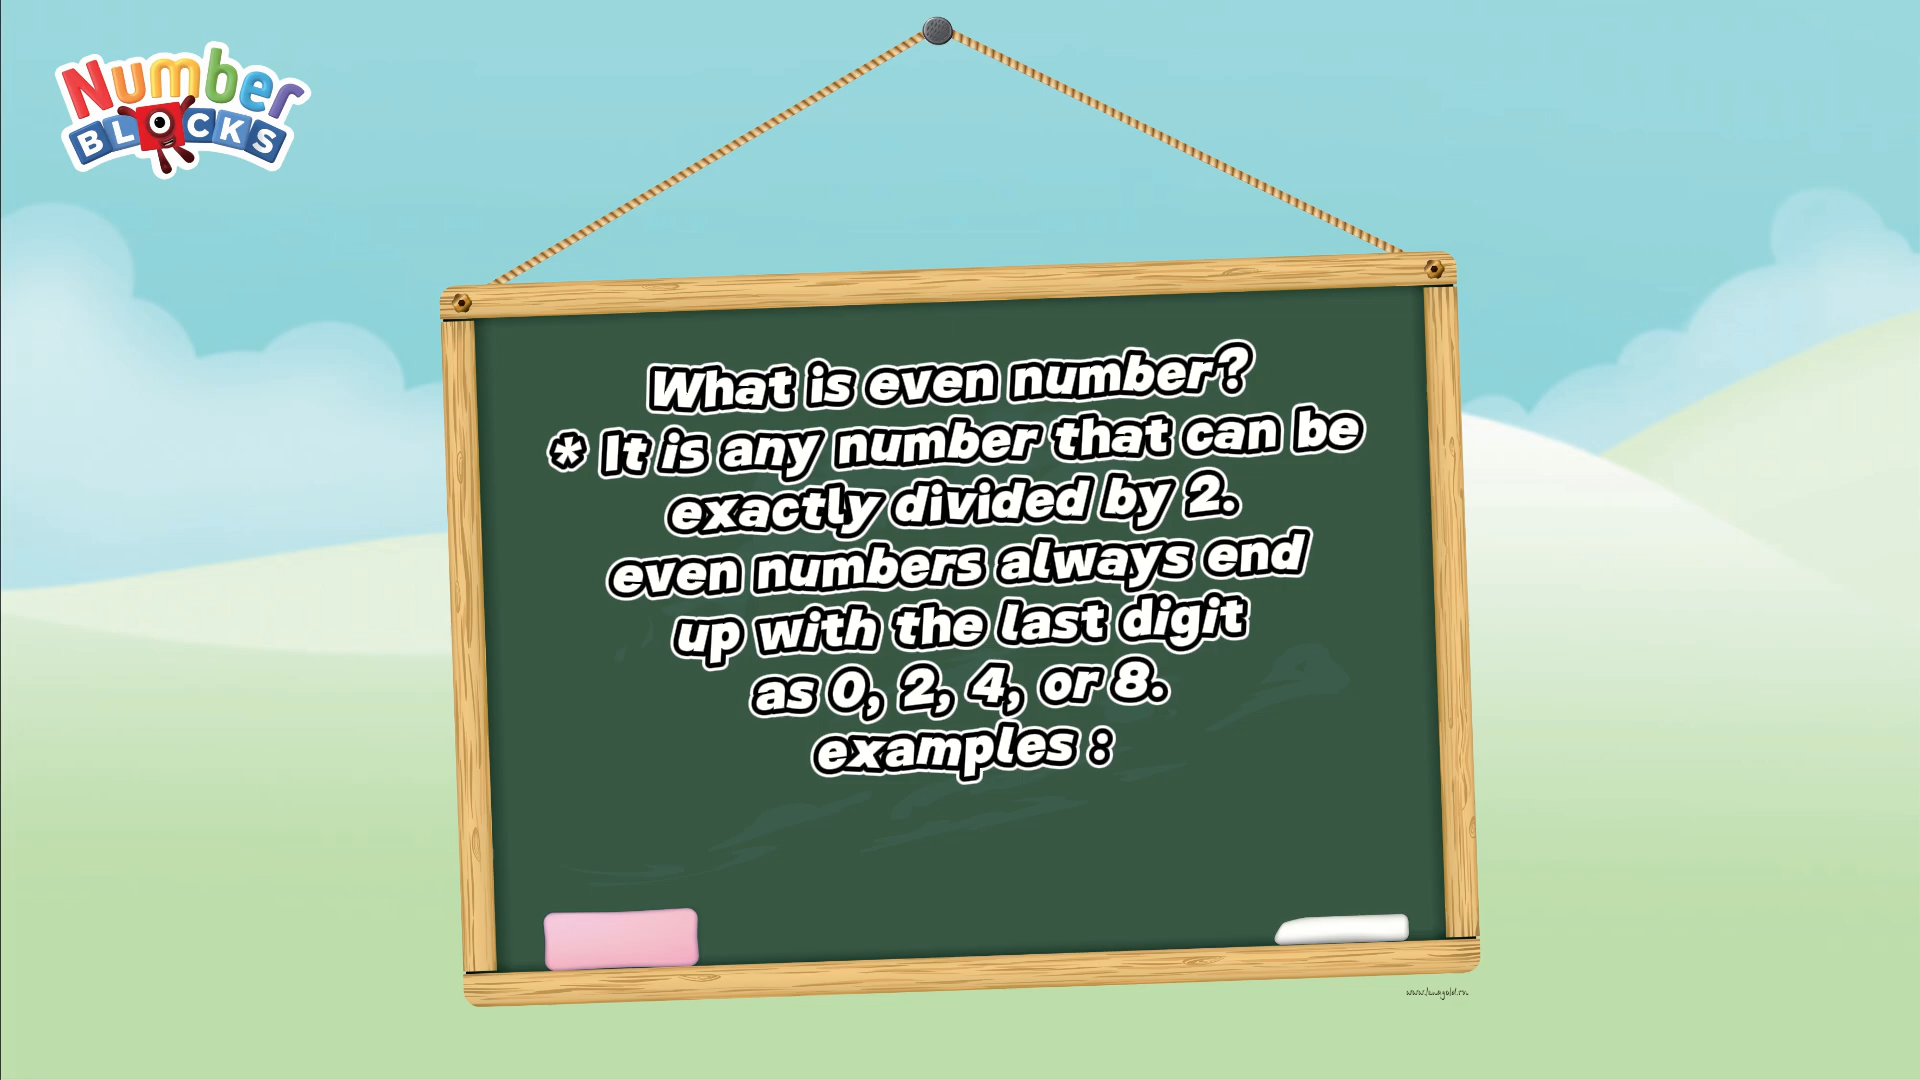 Number
BLOCKS
What is even number?
* It is any number that can be
exactly divided by 2.
even numbers always end
up with the last digit
as 0, 2, 4, or 8.
examples :